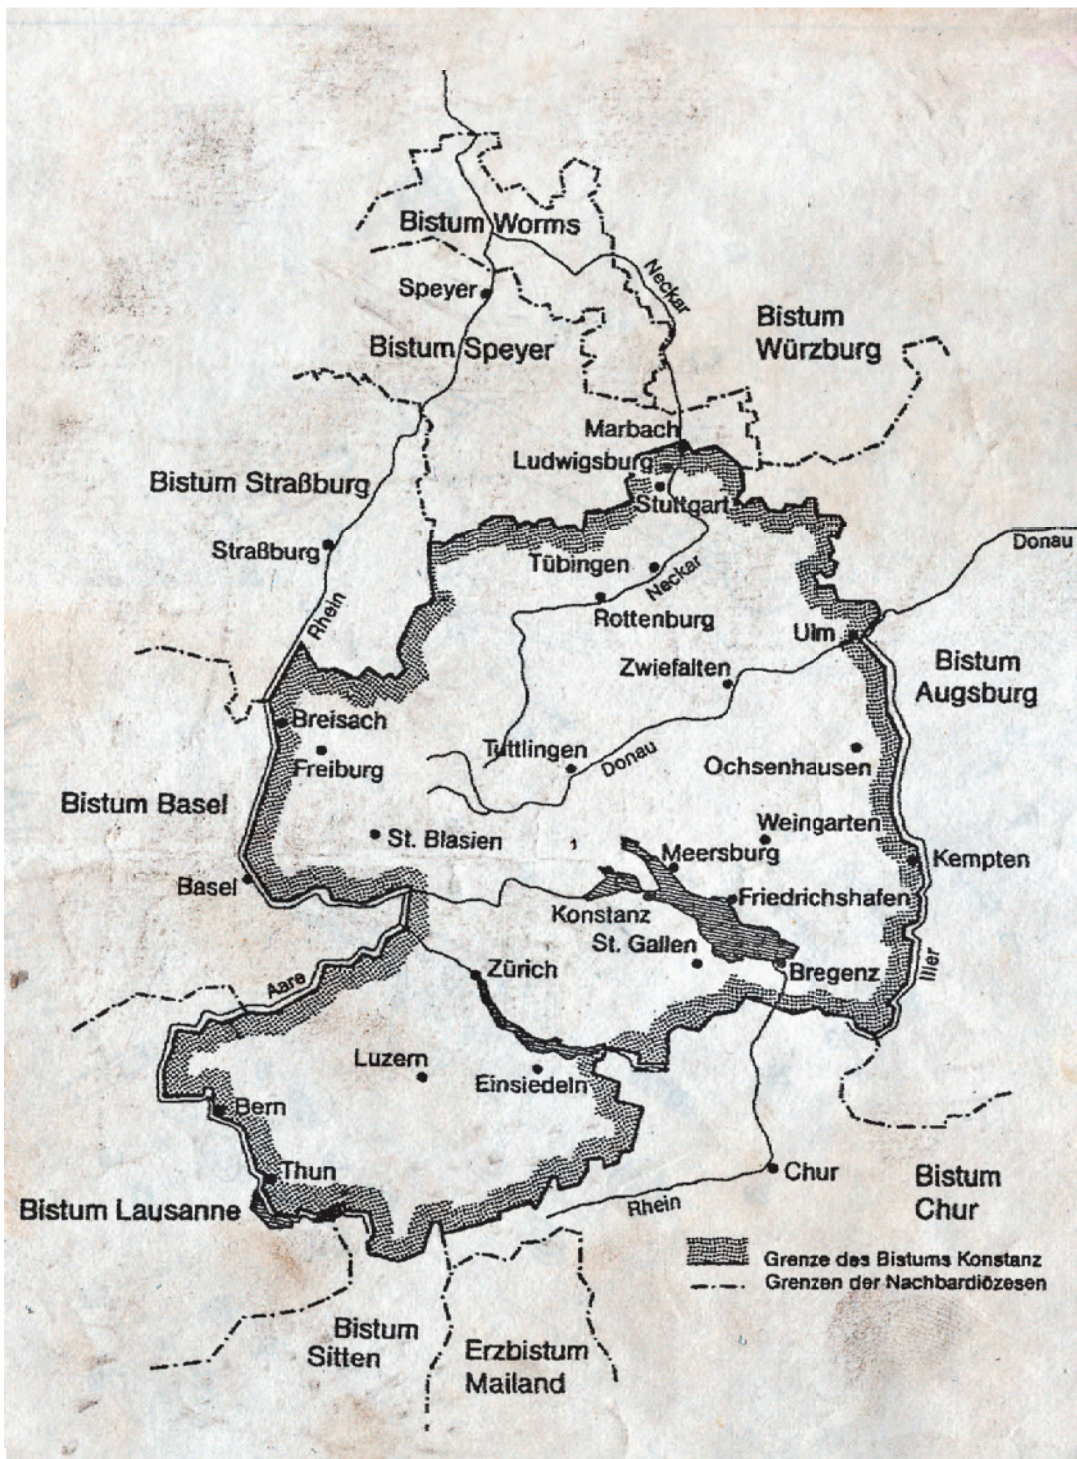 Bistum Worms
Neckar
Speyer
Bistum
Würzburg
Bistum Speyer
Marbach
Ludwigsburg
Bistum Straßburg
Stuttgart
Straßburg
Donau
Tübingen
Neckar
Rhein
Rottenburg
Ulm
Zwiefalten
Bistum
Augsburg
Breisach
Tuttlingen
Donau
Freiburg
Ochsenhausen
Bistum Basel
Weingarten
St. Blasien
Meersburg
Kempten
Basel
Friedrichshafen
Konstanz
St. Gallen
Zürich
Bregenz
Iller
Aare
Luzern
Einsiedeln
Bern
Thun
Chur
Bistum
Chur
Bistum Lausanne
Rhein
Grenze des Bistums Konstanz
Grenzen der Nachbardiözesen
Bistum
Sitten
Erzbistum
Mailand